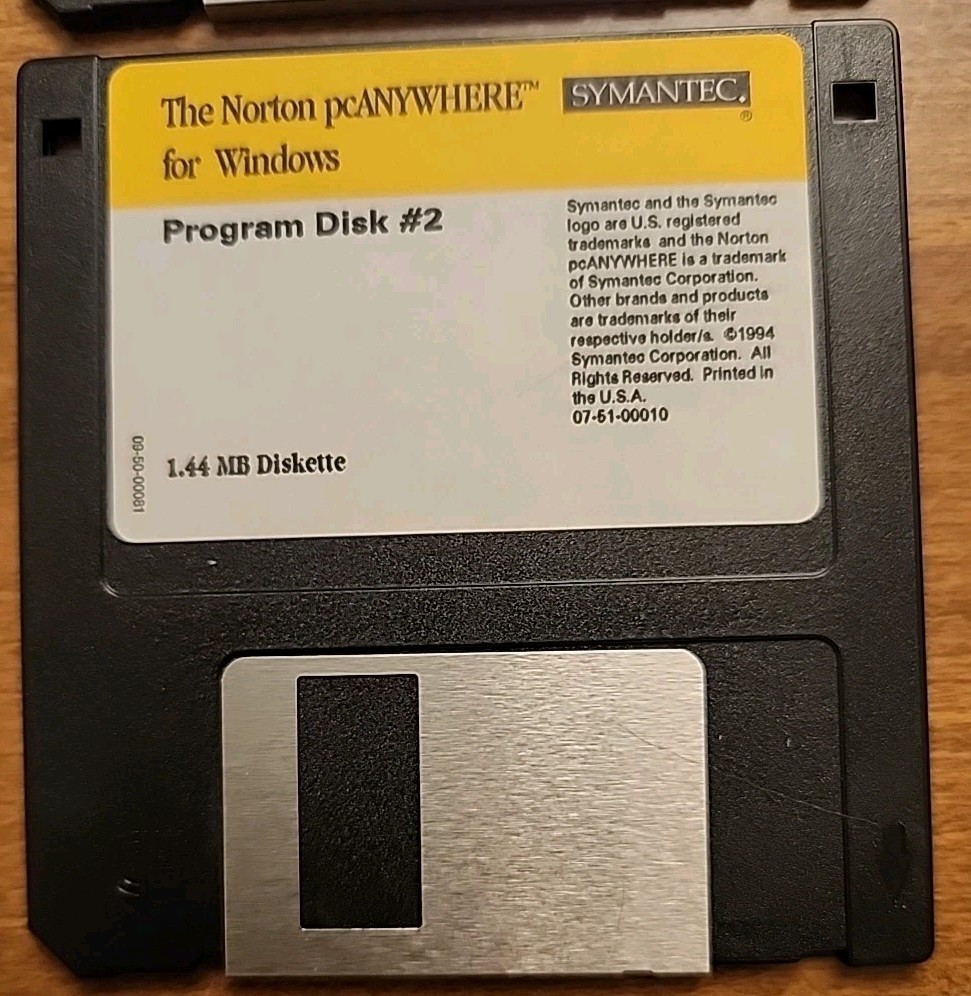 The Norton pcANYWHERE™
for Windows
SYMANTEC.®
Program Disk #2
Symantec and the Symantec
logo are U.S. registered
trademarks and the Norton
pcANYWHERE is a trademark
of Symantec Corporation.
Other brands and products
are trademarks of their
respective holder/s. ©1994
Symantec Corporation. All
Rights Reserved. Printed in
the U.S.A.
07-61-00010
09-50-00081
1.44 MB Diskette